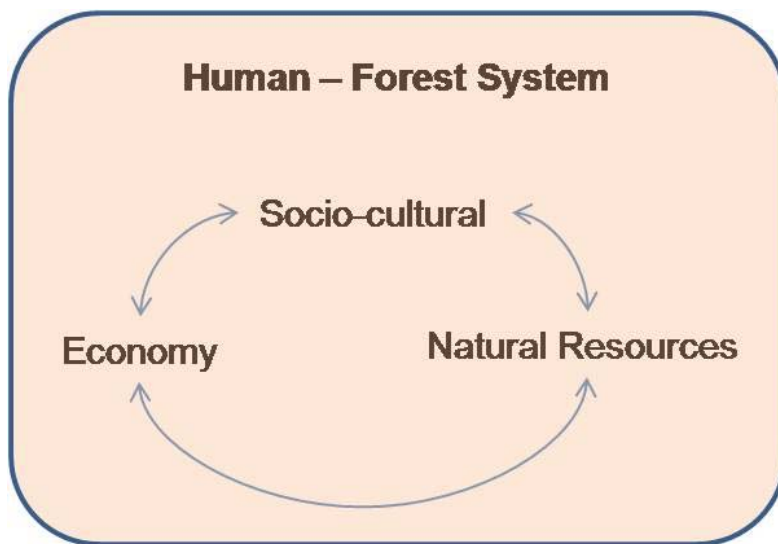 Human – Forest System
Socio-cultural
Economy
Natural Resources